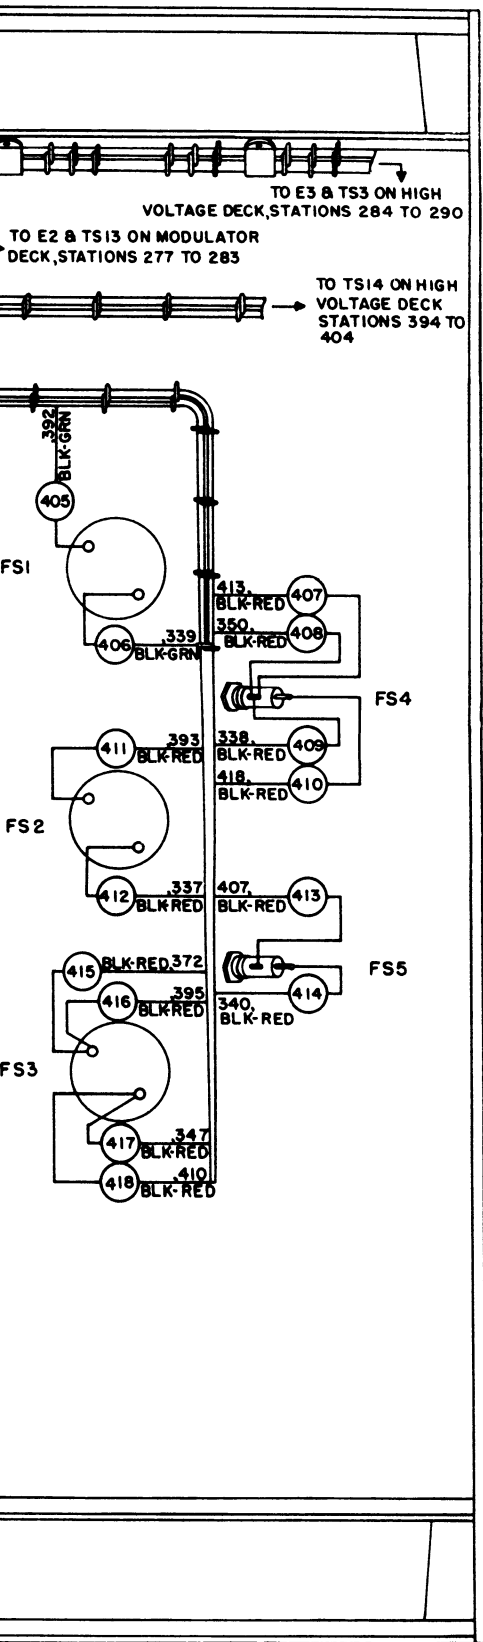 TO E3 & TS3 ON HIGH
VOLTAGE DECK, STATIONS 284 TO 290
TO E2 & TS13 ON MODULATOR
DECK, STATIONS 277 TO 283
TO TS14 ON HIGH
VOLTAGE DECK
STATIONS 394 TO
404
,392
BLK-GRN
405
FS1
406
,339
BLK-GRN
413,
BLK-RED
407
350,
BLK-RED
408
FS4
411
,393
BLK-RED
338,
BLK-RED
409
418,
BLK-RED
410
FS2
412
,337
BLK-RED
407,
BLK-RED
413
415
BLK-RED,372
FS5
416
,395
BLK-RED
340,
BLK-RED
414
FS3
417
,347
BLK-RED
418
,410
BLK-RED